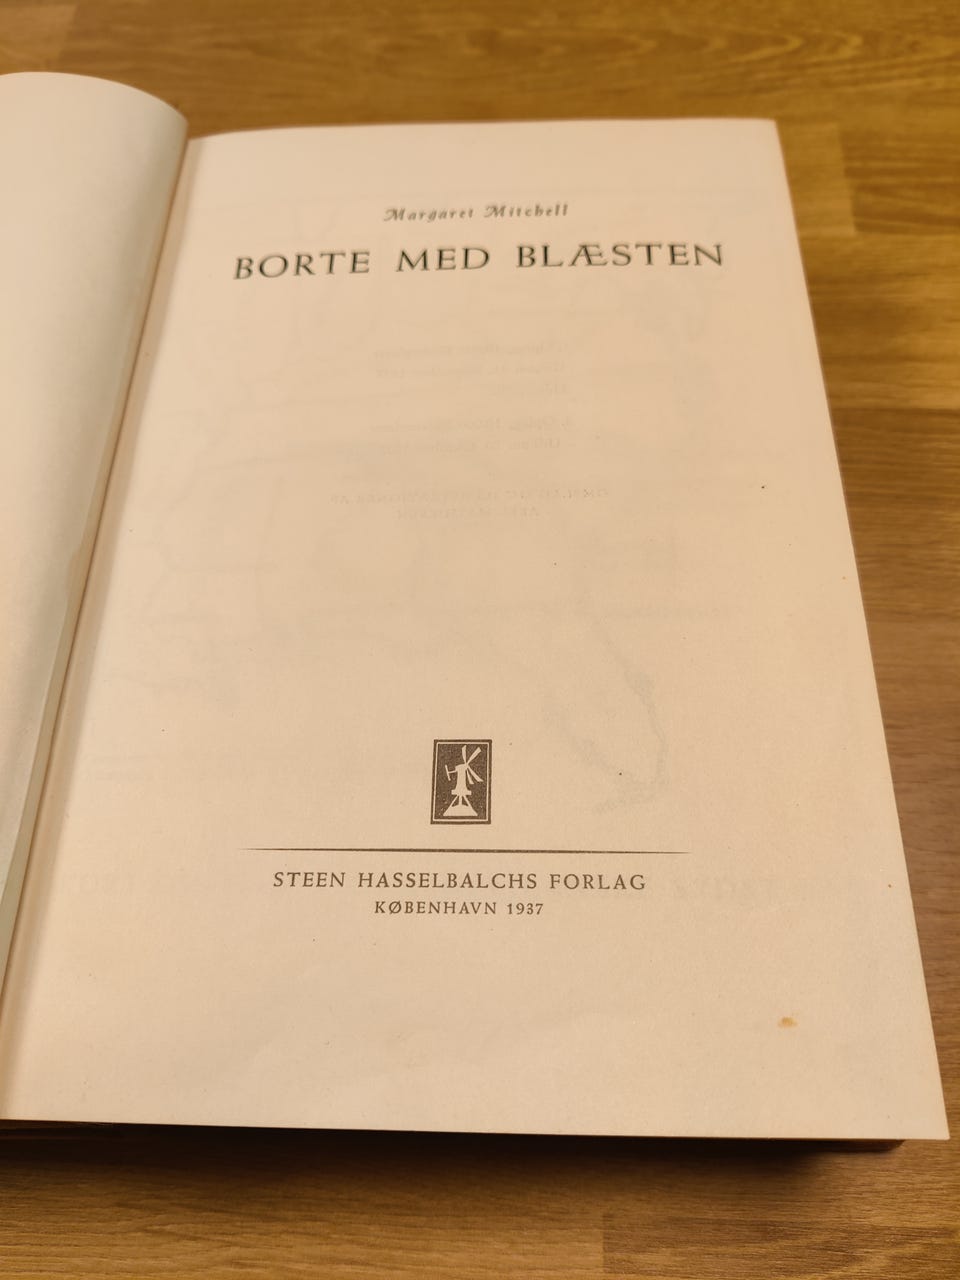 Margaret Mitchell
BORTE MED BLÆSTEN
STEEN HASSELBALCHS FORLAG
KØBENHAVN 1937